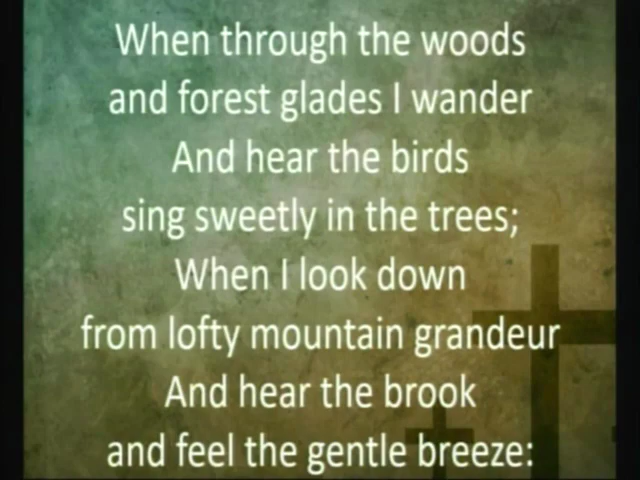 When through the woods
and forest glades I wander
And hear the birds
sing sweetly in the trees;
When I look down
from lofty mountain grandeur
And hear the brook
and feel the gentle breeze: